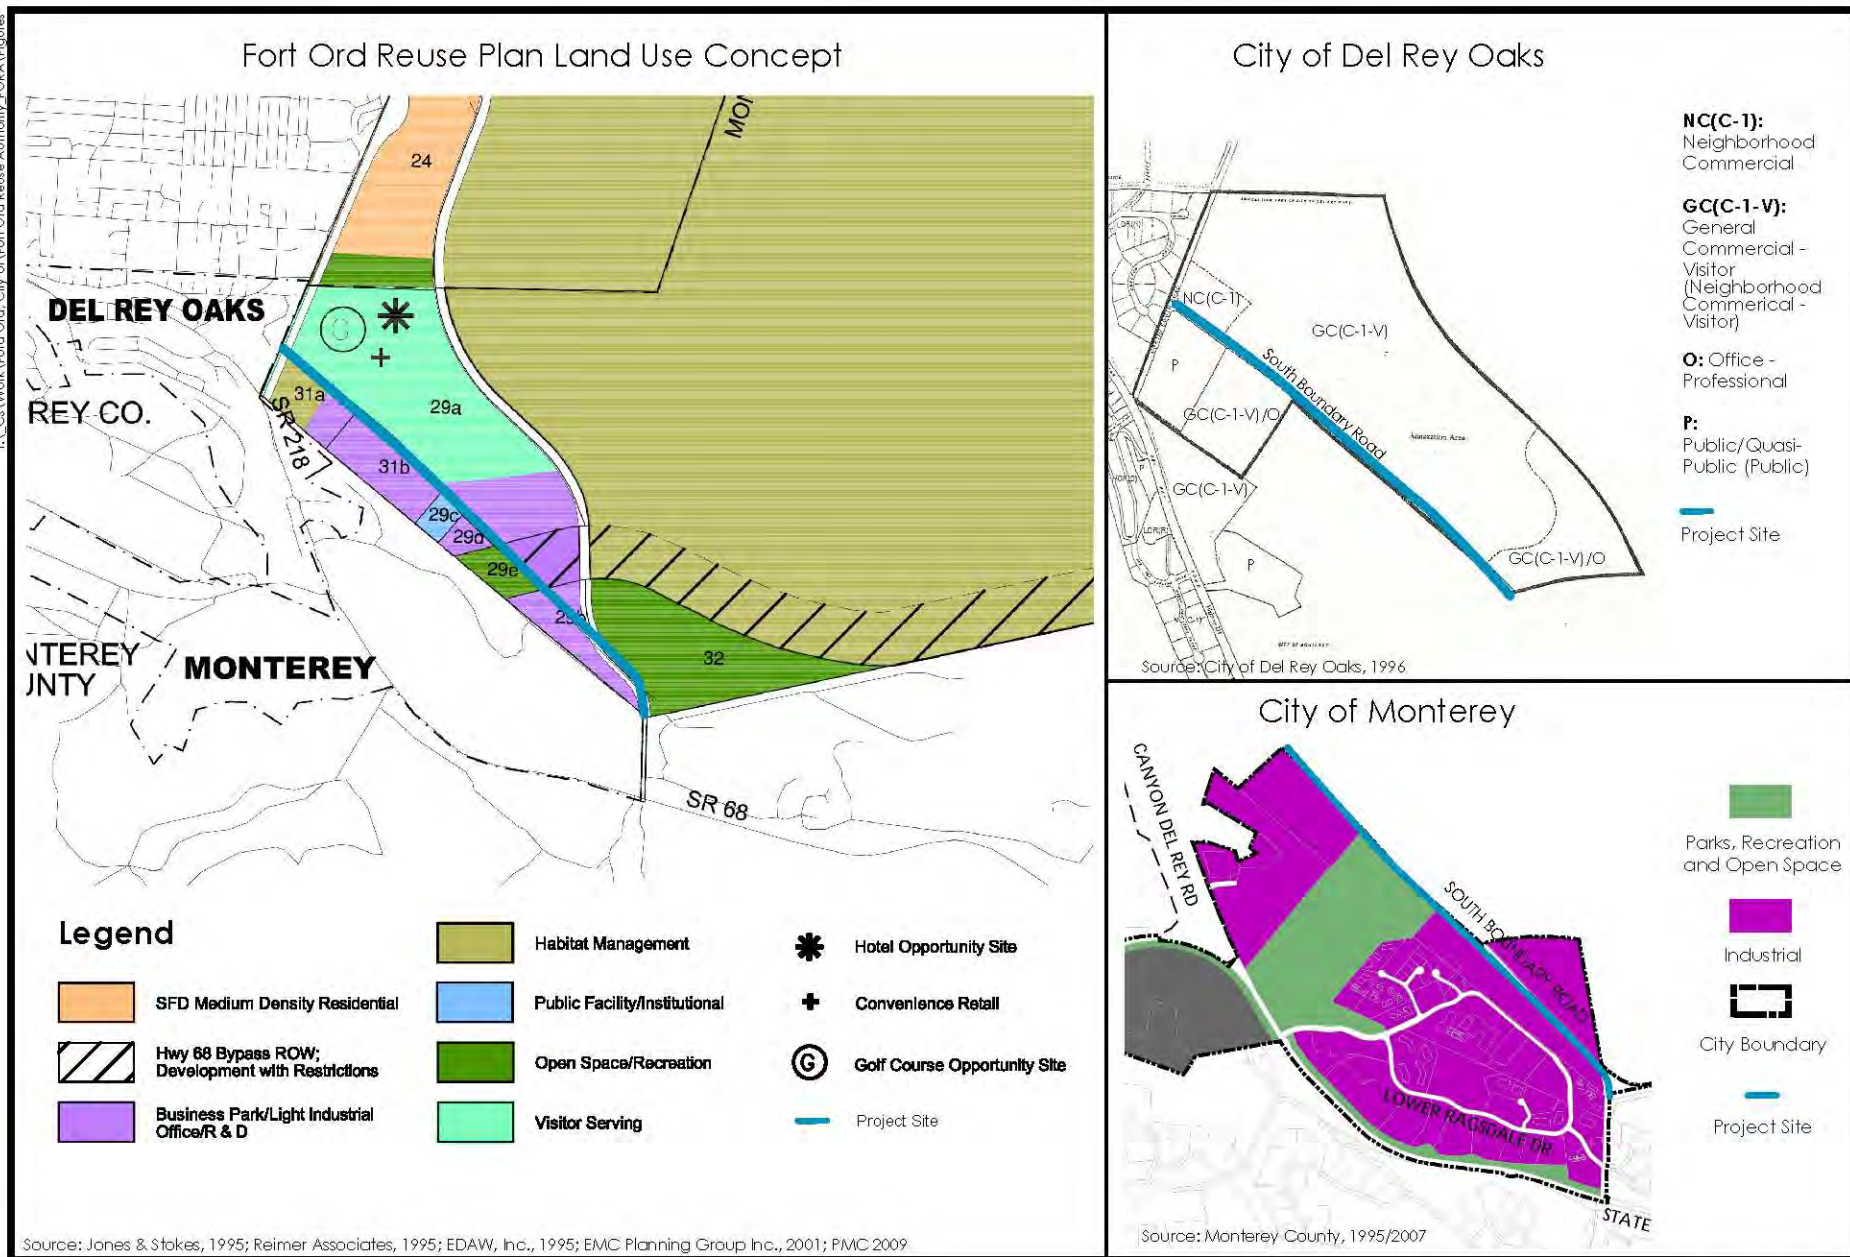 Fort Ord Reuse Plan Land Use Concept
24
MON
DEL REY OAKS
G
REY CO.
31a
29a
SR 218
31b
29c
29d
29e
32
NTEREY
UNTY
MONTEREY
SR 68
Legend
SFD Medium Density Residential
Hwy 68 Bypass ROW;
Development with Restrictions
Business Park/Light Industrial
Office/R & D
Habitat Management
Public Facility/Institutional
Open Space/Recreation
Visitor Serving
Hotel Opportunity Site
Convenience Retail
G
Golf Course Opportunity Site
Project Site
Source: Jones & Stokes, 1995; Reimer Associates, 1995; EDAW, Inc., 1995; EMC Planning Group Inc., 2001; PMC 2009
City of Del Rey Oaks
NC(C-1)
GC(C-1-V)
P
South Boundary Road
GC(C-1-V)/O
Annexation Area
GC(C-1-V)
GC(C-1-V)/O
P
CITY OF MONTEREY
Source: City of Del Rey Oaks, 1996
NC(C-1):
Neighborhood
Commercial
GC(C-1-V):
General
Commercial -
Visitor
(Neighborhood
Commerical -
Visitor)
O: Office -
Professional
P:
Public/Quasi-
Public (Public)
Project Site
City of Monterey
CANYON DEL REY RD
SOUTH BOUNDARY ROAD
LOWER RAGSDALE DR
STATE
Parks, Recreation
and Open Space
Industrial
City Boundary
Project Site
Source: Monterey County, 1995/2007